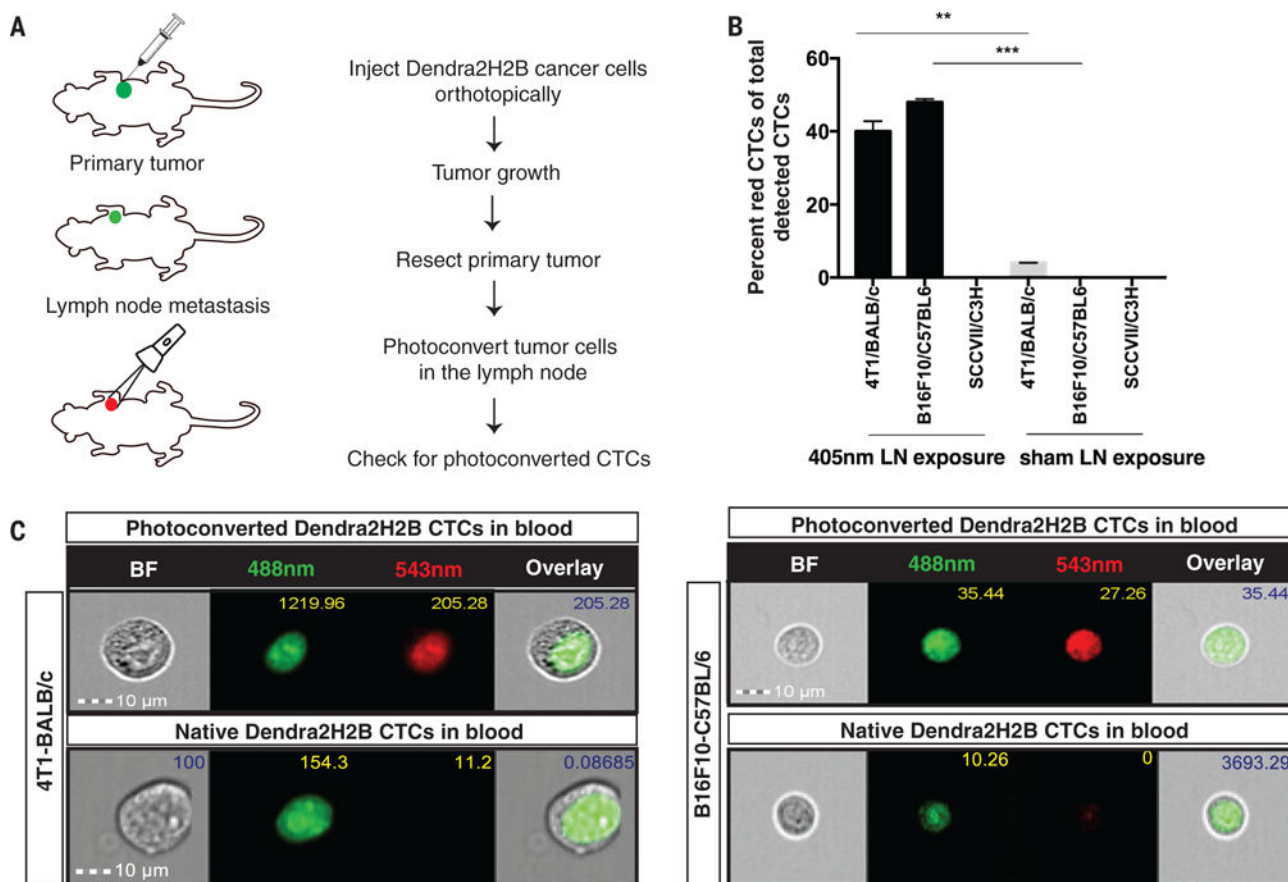 A
Primary tumor
Lymph node metastasis
Inject Dendra2H2B cancer cells
orthotopically
Tumor growth
Resect primary tumor
Photoconvert tumor cells
in the lymph node
Check for photoconverted CTCs
B
**
***
Percent red CTCs of total
detected CTCs
60
40
20
0
4T1/BALB/c
B16F10/C57BL6
SCCVII/C3H
4T1/BALB/c
B16F10/C57BL6
SCCVII/C3H
405nm LN exposure
sham LN exposure
C
4T1-BALB/c
Photoconverted Dendra2H2B CTCs in blood
BF 488nm 543nm Overlay
1219.96 205.28 205.28
10 µm
Native Dendra2H2B CTCs in blood
100 154.3 11.2 0.08685
10 µm
B16F10-C57BL/6
Photoconverted Dendra2H2B CTCs in blood
BF 488nm 543nm Overlay
35.44 27.26 35.44
10 µm
Native Dendra2H2B CTCs in blood
10.26 0 3693.29